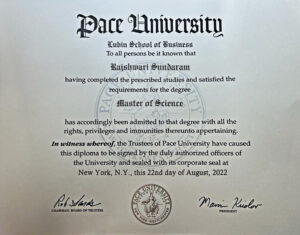 Pace University
Lubin School of Business
To all persons be it known that
Rajshwari Sundaram
having completed the prescribed studies and satisfied the
requirements for the degree
Master of Science
has accordingly been admitted to that degree with all the
rights, privileges and immunities thereunto appertaining.
In witness whereof, the Trustees of Pace University have caused
this diploma to be signed by the duly authorized officers of
the University and sealed with its corporate seal at
New York, N.Y., this 22nd day of August, 2022
CHAIRMAN, BOARD OF TRUSTEES
PRESIDENT
PACE UNIVERSITY